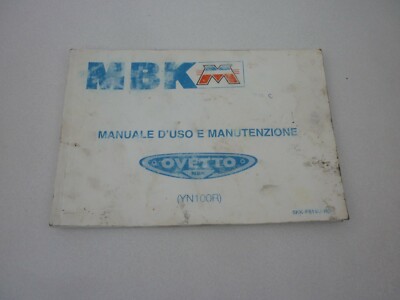 MBK
MANUALE D'USO E MANUTENZIONE
OVETTO
(YN100R)